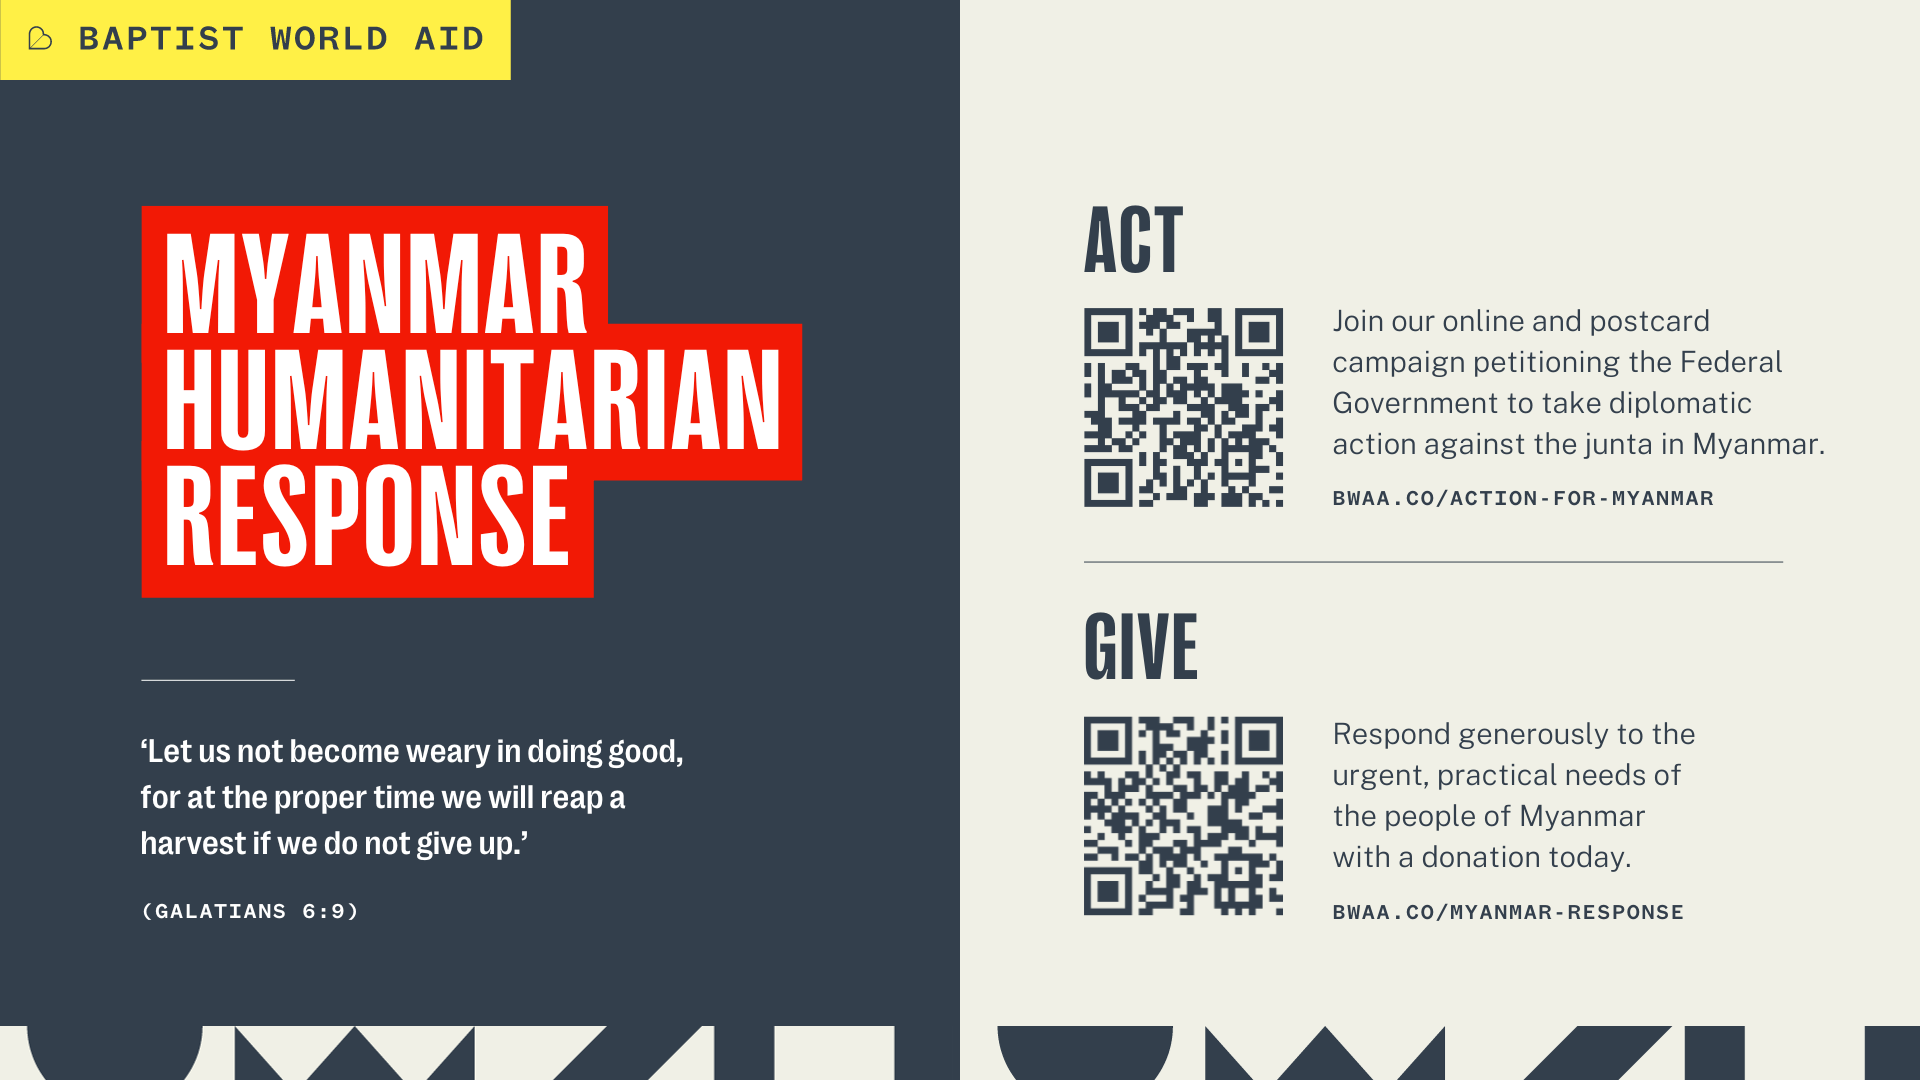 BAPTIST WORLD AID
MYANMAR
HUMANITARIAN
RESPONSE
‘Let us not become weary in doing good,
for at the proper time we will reap a
harvest if we do not give up.’
(GALATIANS 6:9)
ACT
Join our online and postcard
campaign petitioning the Federal
Government to take diplomatic
action against the junta in Myanmar.
BWAA.CO/ACTION-FOR-MYANMAR
GIVE
Respond generously to the
urgent, practical needs of
the people of Myanmar
with a donation today.
BWAA.CO/MYANMAR-RESPONSE